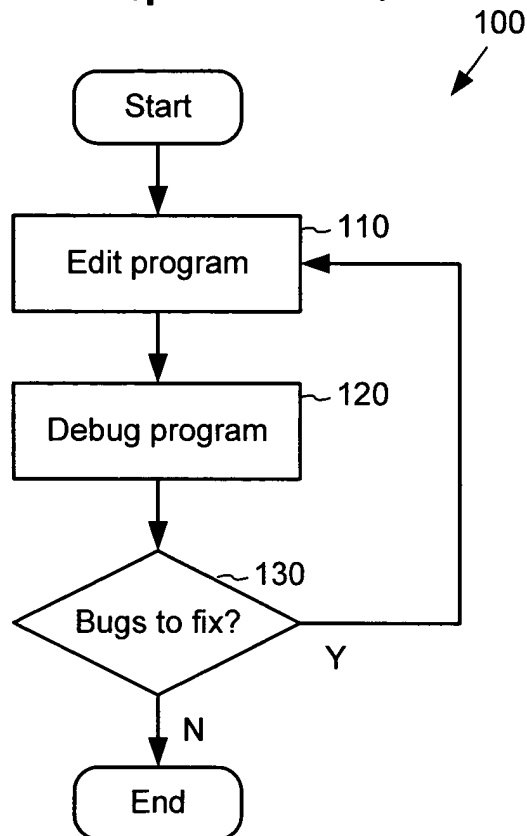 100
Start
110
Edit program
120
Debug program
130
Bugs to fix?
Y
N
End